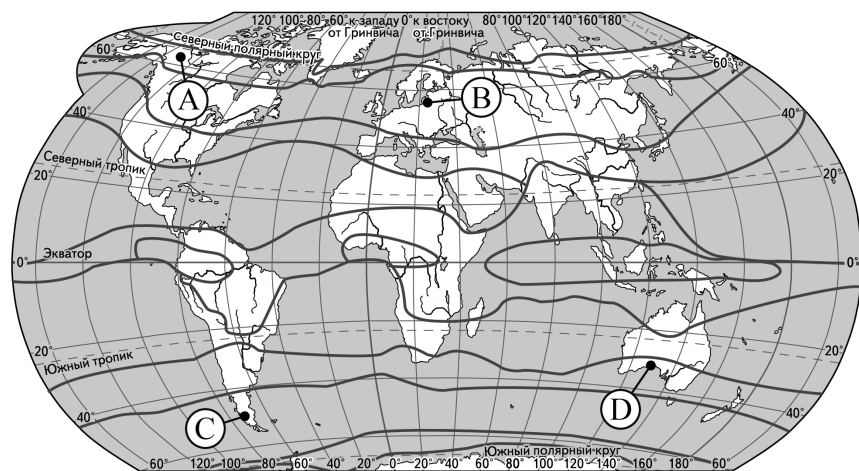 120° 100° 80° 60° к западу 0° к востоку 80°100°120°140°160°180°
от Гринвича от Гринвича
Северный полярный круг
60°
60°
A
B
40°
40°
Северный тропик
20°
20°
Экватор
0°
0°
20°
20°
Южный тропик
D
C
40°
40°
Южный полярный круг
60° 120° 100° 80° 60° 40° 20° 0° 20° 40° 60° 80° 100° 120° 140° 160° 180° 60°